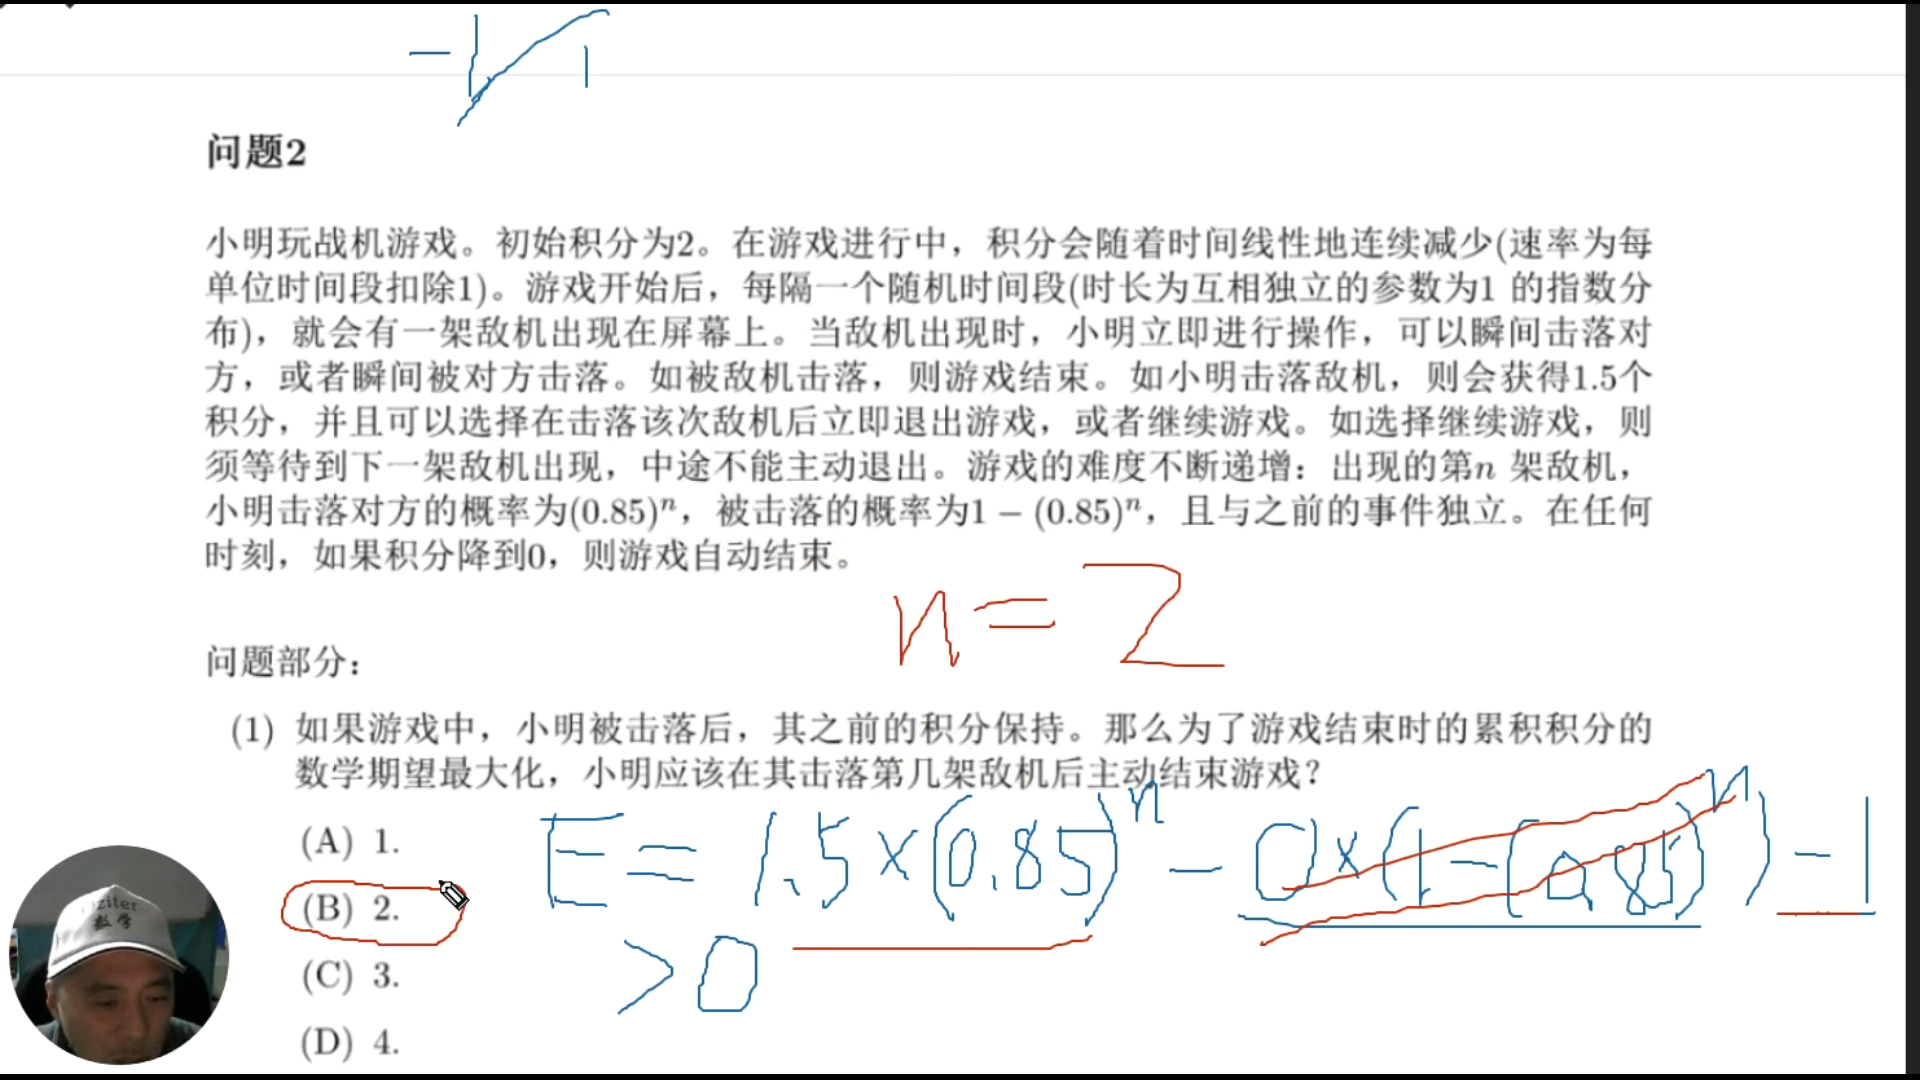 -1
1
问题2
小明玩战机游戏。初始积分为2。在游戏进行中，积分会随着时间线性地连续减少(速率为每
单位时间段扣除1)。游戏开始后，每隔一个随机时间段(时长为互相独立的参数为1 的指数分
布)，就会有一架敌机出现在屏幕上。当敌机出现时，小明立即进行操作，可以瞬间击落对
方，或者瞬间被对方击落。如被敌机击落，则游戏结束。如小明击落敌机，则会获得1.5个
积分，并且可以选择在击落该次敌机后立即退出游戏，或者继续游戏。如选择继续游戏，则
须等待到下一架敌机出现，中途不能主动退出。游戏的难度不断递增：出现的第n 架敌机，
小明击落对方的概率为(0.85)ⁿ，被击落的概率为1 − (0.85)ⁿ，且与之前的事件独立。在任何
时刻，如果积分降到0，则游戏自动结束。
n = 2
问题部分：
(1) 如果游戏中，小明被击落后，其之前的积分保持。那么为了游戏结束时的累积积分的
数学期望最大化，小明应该在其击落第几架敌机后主动结束游戏？
(A) 1.
E = 1.5×(0.85)ⁿ - 0×(1-(0.85)ⁿ) - 1
(B) 2.
>0
(C) 3.
(D) 4.
数学